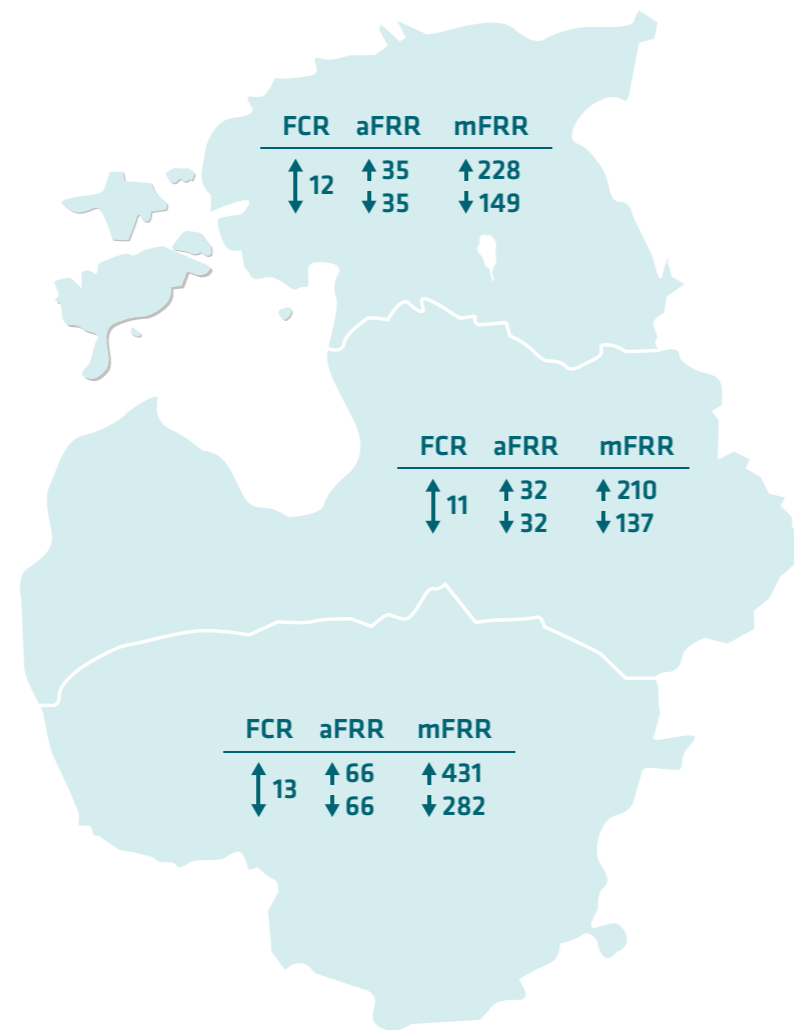 FCR aFRR mFRR
↕ 12 ↑ 35 ↑ 228
↓ 35 ↓ 149
FCR aFRR mFRR
↕ 11 ↑ 32 ↑ 210
↓ 32 ↓ 137
FCR aFRR mFRR
↕ 13 ↑ 66 ↑ 431
↓ 66 ↓ 282